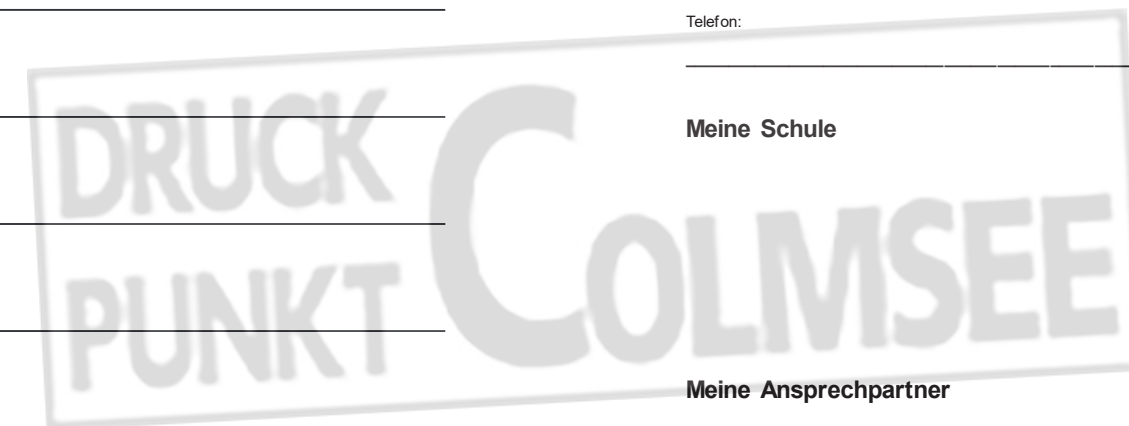 Telefon:
Meine Schule
DRUCK
PUNKT
COLMSEE
Meine Ansprechpartner